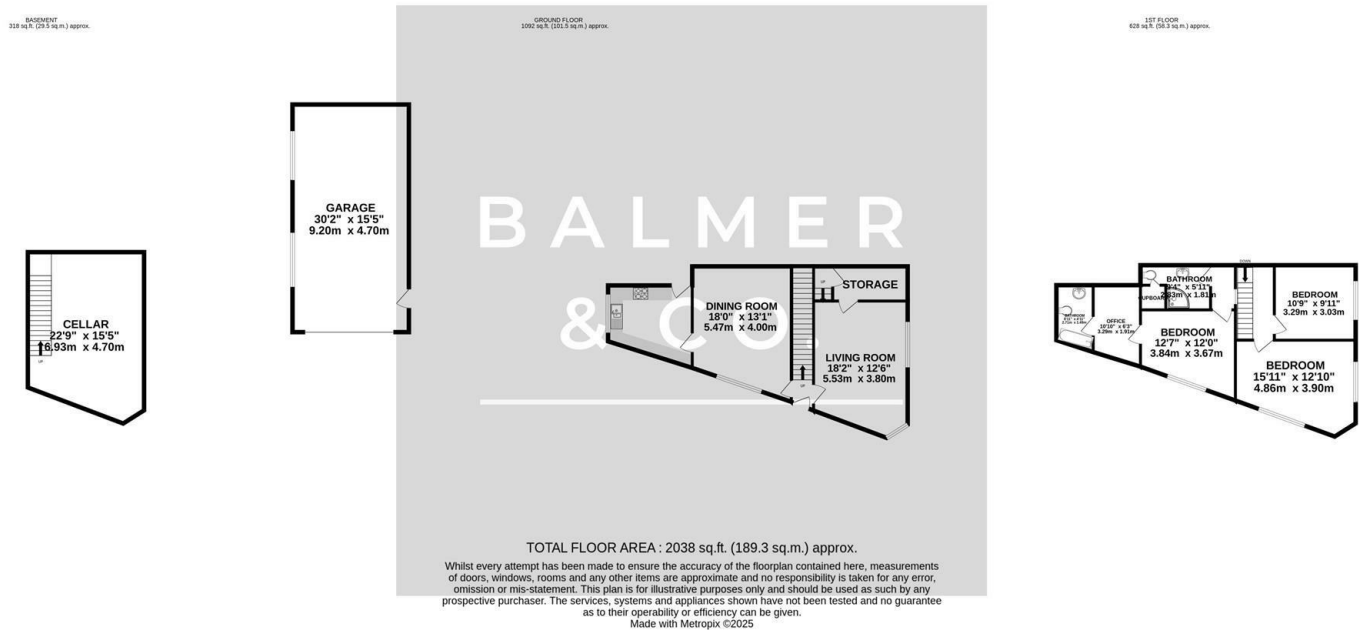 BASEMENT
318 sq.ft. (29.5 sq.m.) approx.
GROUND FLOOR
1092 sq.ft. (101.5 sq.m.) approx.
1ST FLOOR
628 sq.ft. (58.3 sq.m.) approx.
CELLAR
22'9" x 15'5"
6.93m x 4.70m
UP
GARAGE
30'2" x 15'5"
9.20m x 4.70m
BALMER
& CO.
DINING ROOM
18'0" x 13'1"
5.47m x 4.00m
UP
STORAGE
LIVING ROOM
18'2" x 12'6"
5.53m x 3.80m
UP
DOWN
BATHROOM
x 5'11"
x 1.81m
CUPBOARD
BATHROOM
OFFICE
10'10" x 6'3"
3.29m x 1.91m
BEDROOM
12'7" x 12'0"
3.84m x 3.67m
BEDROOM
10'9" x 9'11"
3.29m x 3.03m
BEDROOM
15'11" x 12'10"
4.86m x 3.90m
TOTAL FLOOR AREA : 2038 sq.ft. (189.3 sq.m.) approx.
Whilst every attempt has been made to ensure the accuracy of the floorplan contained here, measurements
of doors, windows, rooms and any other items are approximate and no responsibility is taken for any error,
omission or mis-statement. This plan is for illustrative purposes only and should be used as such by any
prospective purchaser. The services, systems and appliances shown have not been tested and no guarantee
as to their operability or efficiency can be given.
Made with Metropix ©2025